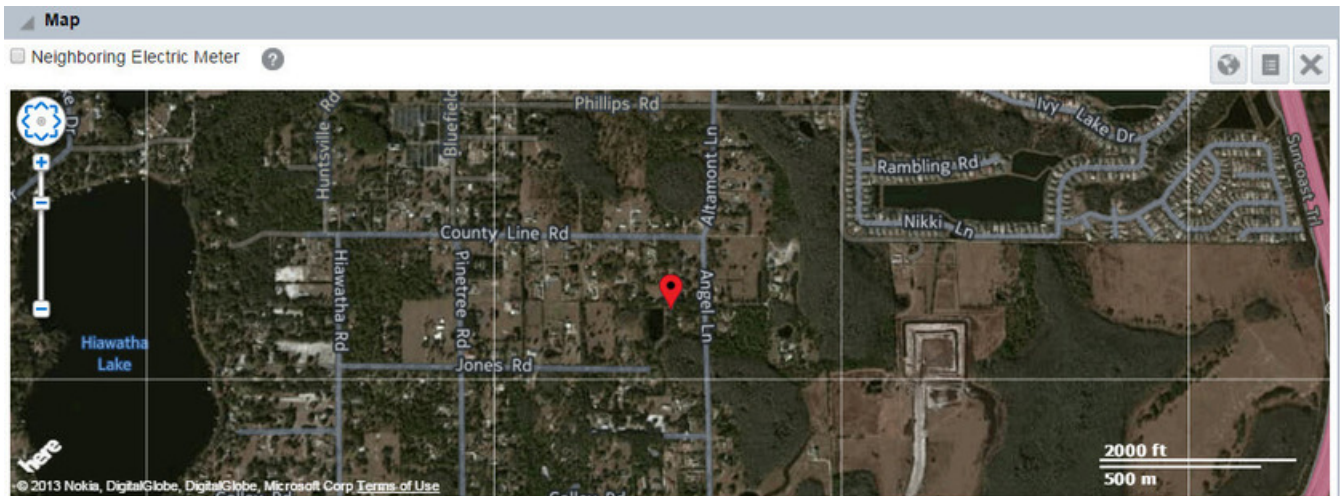 Map
Neighboring Electric Meter ?
Phillips Rd
Huntsville Rd
Bluefield
Altamont Ln
Ivy Lake Dr
Rambling Rd
Suncoast Trl
Nikki Ln
County Line Rd
Hiawatha Rd
Pinetree Rd
Angel Ln
Hiawatha
Lake
Jones Rd
2000 ft
500 m
here
© 2013 Nokia, DigitalGlobe, DigitalGlobe, Microsoft Corp Terms of Use